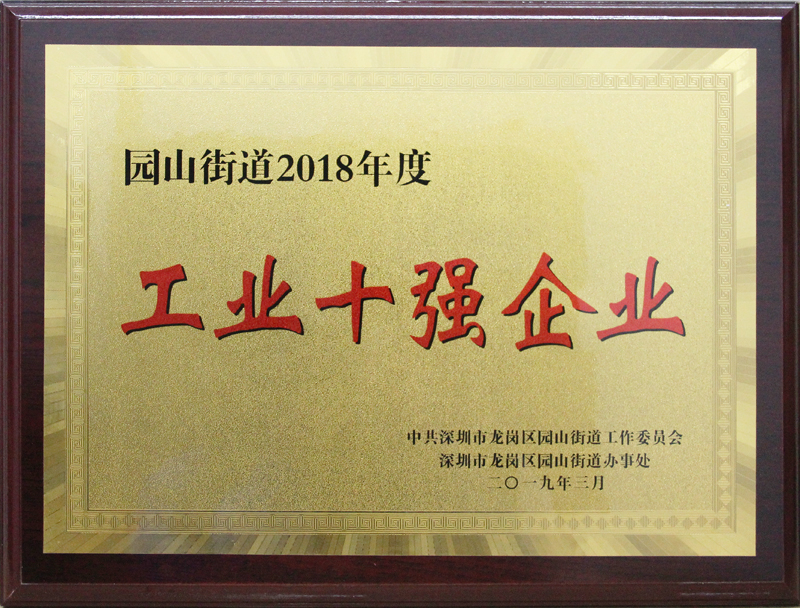 园山街道2018年度
工业十强企业
中共深圳市龙岗区园山街道工作委员会
深圳市龙岗区园山街道办事处
二〇一九年三月